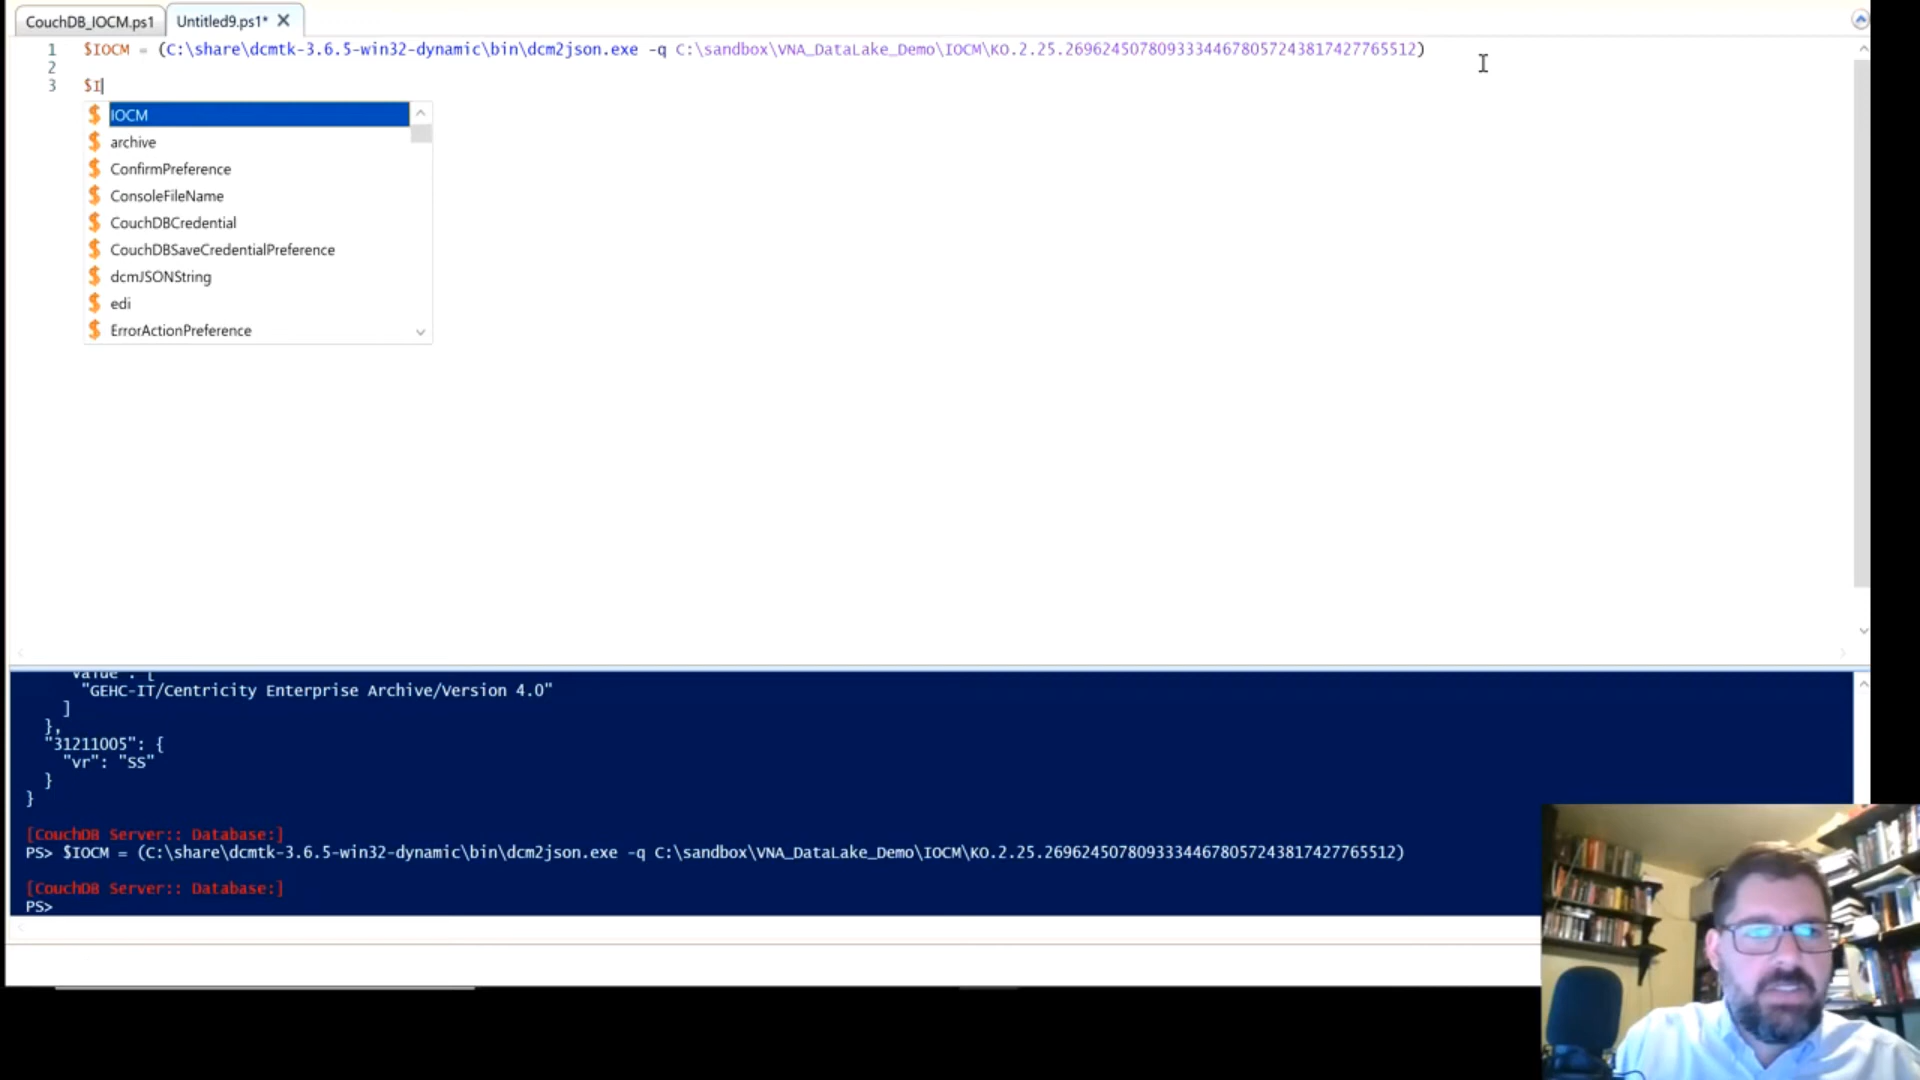 CouchDB_IOCM.ps1 Untitled9.ps1*
1 $IOCM = (C:\share\dcmtk-3.6.5-win32-dynamic\bin\dcm2json.exe -q C:\sandbox\VNA_DataLake_Demo\IOCM\KO.2.25.269624507809333446780572438174277655​12)
2
3 $I
$ IOCM
$ archive
$ ConfirmPreference
$ ConsoleFileName
$ CouchDBCredential
$ CouchDBSaveCredentialPreference
$ dcmJSONString
$ edi
$ ErrorActionPreference
"Value": [
"GEHC-IT/Centricity Enterprise Archive/Version 4.0"
]
},
"31211005": {
"vr": "SS"
}
}
[CouchDB Server:: Database:]
PS> $IOCM = (C:\share\dcmtk-3.6.5-win32-dynamic\bin\dcm2json.exe -q C:\sandbox\VNA_DataLake_Demo\IOCM\KO.2.25.26962450780933344678057243817427765512)
[CouchDB Server:: Database:]
PS>